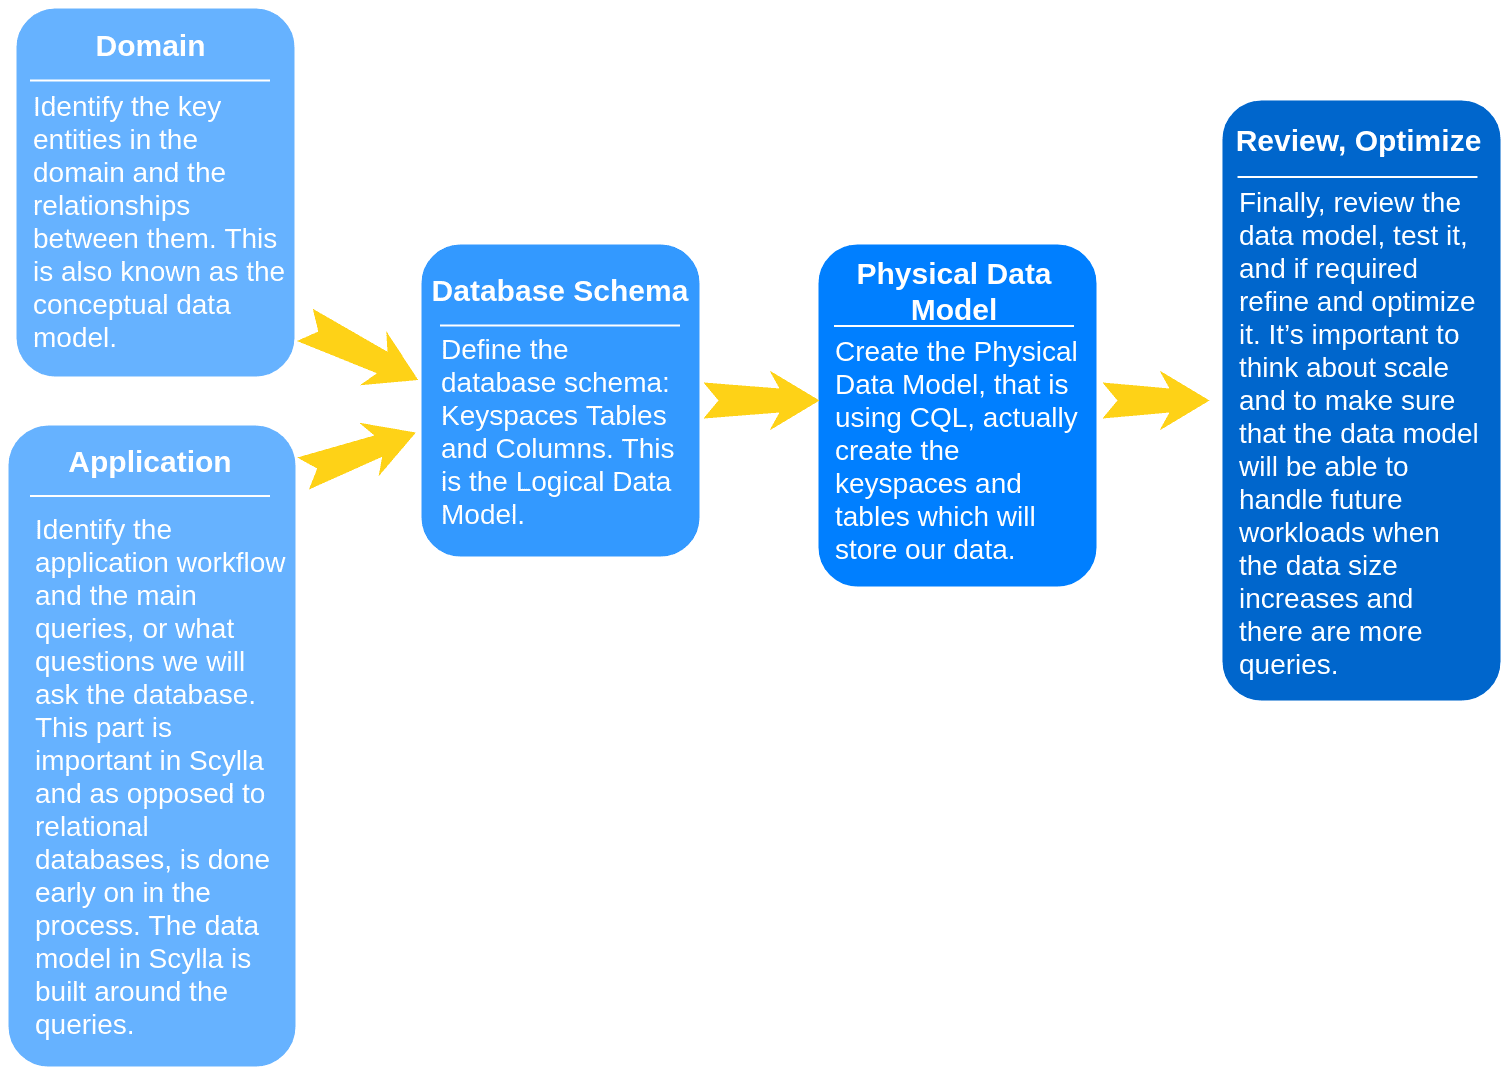 Domain
Identify the key
entities in the
domain and the
relationships
between them. This
is also known as the
conceptual data
model.
Application
Identify the
application workflow
and the main
queries, or what
questions we will
ask the database.
This part is
important in Scylla
and as opposed to
relational
databases, is done
early on in the
process. The data
model in Scylla is
built around the
queries.
Database Schema
Define the
database schema:
Keyspaces Tables
and Columns. This
is the Logical Data
Model.
Physical Data
Model
Create the Physical
Data Model, that is
using CQL, actually
create the
keyspaces and
tables which will
store our data.
Review, Optimize
Finally, review the
data model, test it,
and if required
refine and optimize
it. It’s important to
think about scale
and to make sure
that the data model
will be able to
handle future
workloads when
the data size
increases and
there are more
queries.